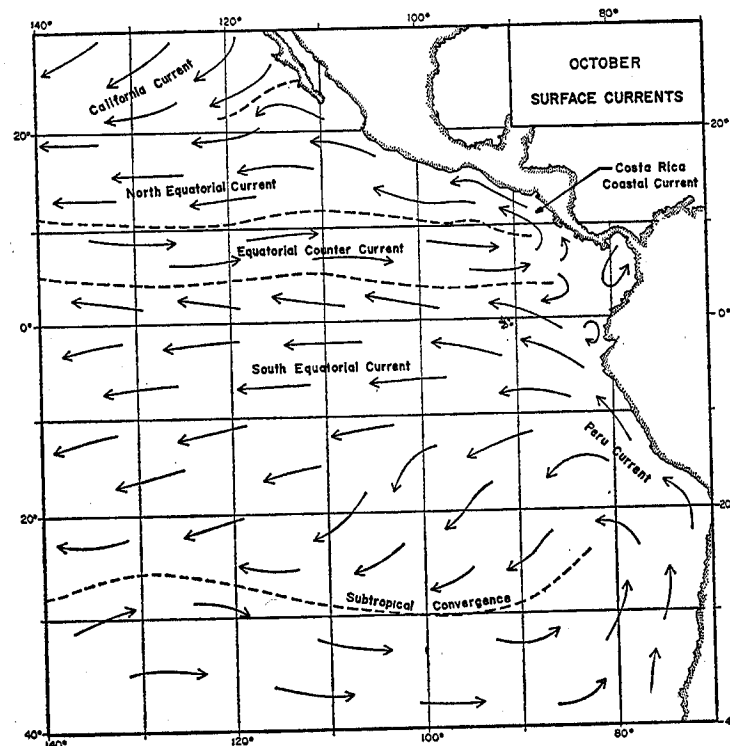 140°
120°
100°
80°
OCTOBER
SURFACE CURRENTS
California Current
20°
20°
Costa Rica
Coastal Current
North Equatorial Current
Equatorial Counter Current
0°
0°
South Equatorial Current
Peru Current
20°
20
Subtropical Convergence
40°
140°
120°
100°
80°
40°